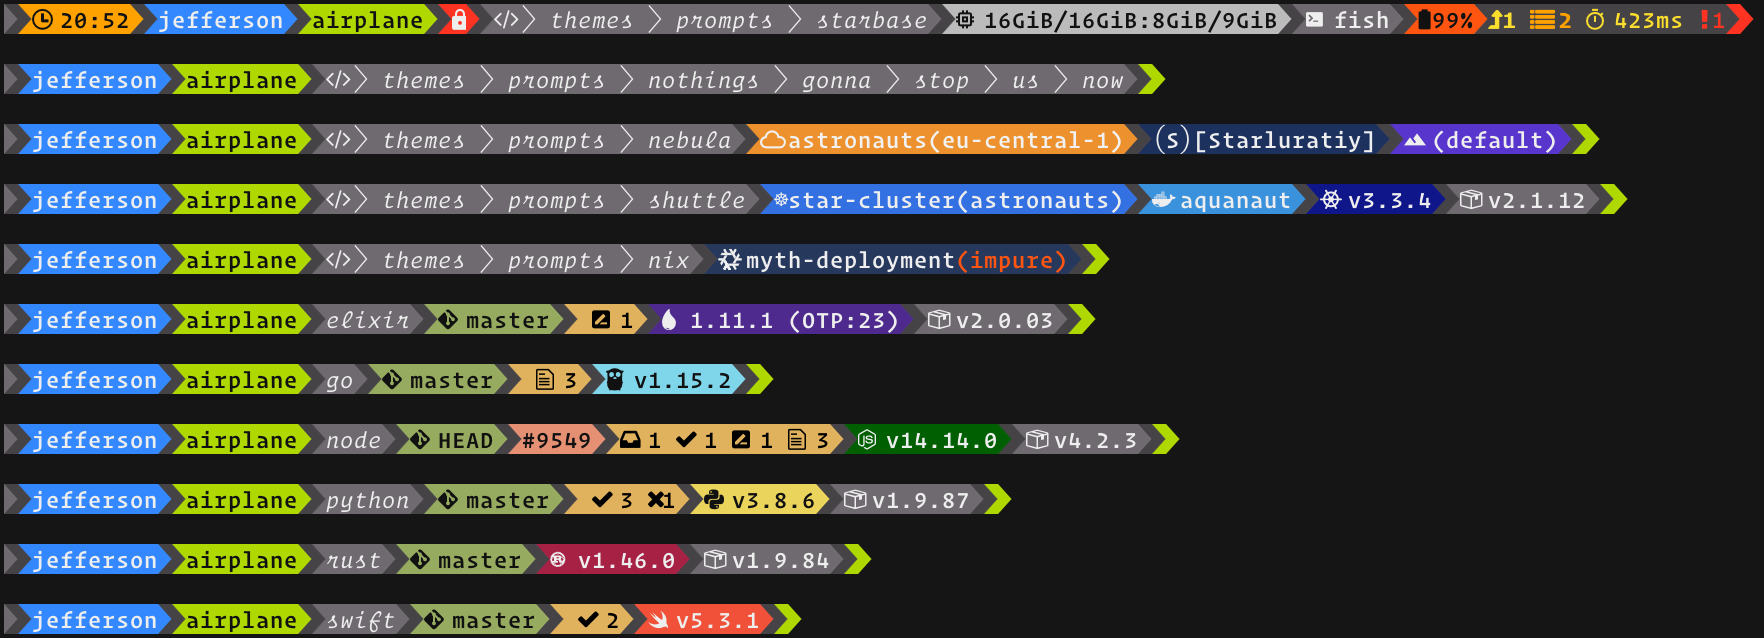 20:52 jefferson airplane </> themes prompts starbase 16GiB/16GiB:8GiB/9GiB fish 99% 1 2 423ms !1
jefferson airplane </> themes prompts nothings gonna stop us now
jefferson airplane </> themes prompts nebula astronauts(eu-central-1) (S)[Starluratiy] (default)
jefferson airplane </> themes prompts shuttle star-cluster(astronauts) aquanaut v3.3.4 v2.1.12
jefferson airplane </> themes prompts nix myth-deployment(impure)
jefferson airplane elixir master 1 1.11.1 (OTP:23) v2.0.03
jefferson airplane go master 3 v1.15.2
jefferson airplane node HEAD #9549 1 1 1 3 v14.14.0 v4.2.3
jefferson airplane python master 3 1 v3.8.6 v1.9.87
jefferson airplane rust master v1.46.0 v1.9.84
jefferson airplane swift master 2 v5.3.1